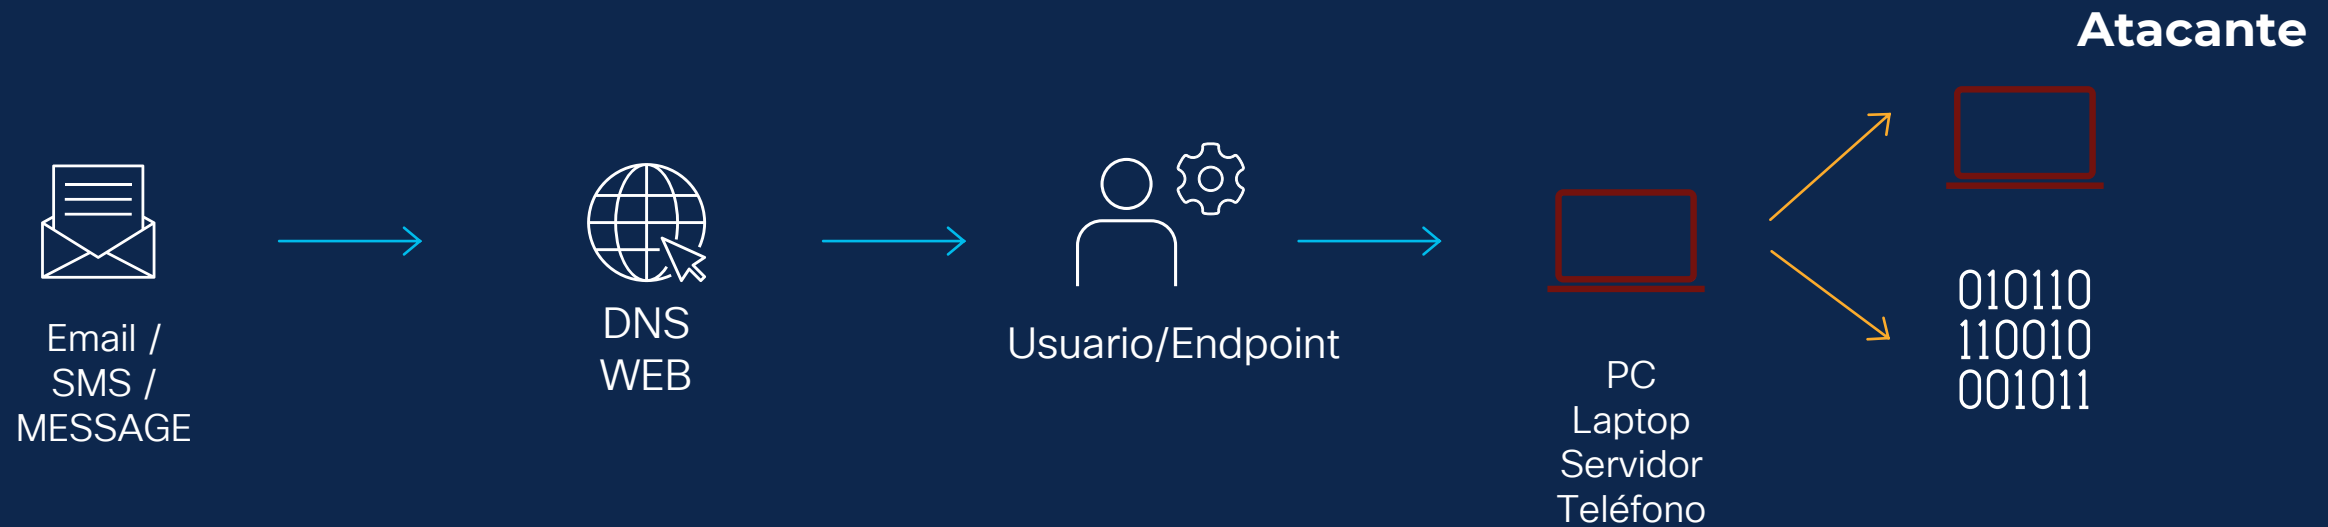 Atacante
Email /
SMS /
MESSAGE
DNS
WEB
Usuario/Endpoint
PC
Laptop
Servidor
Teléfono
010110
110010
001011